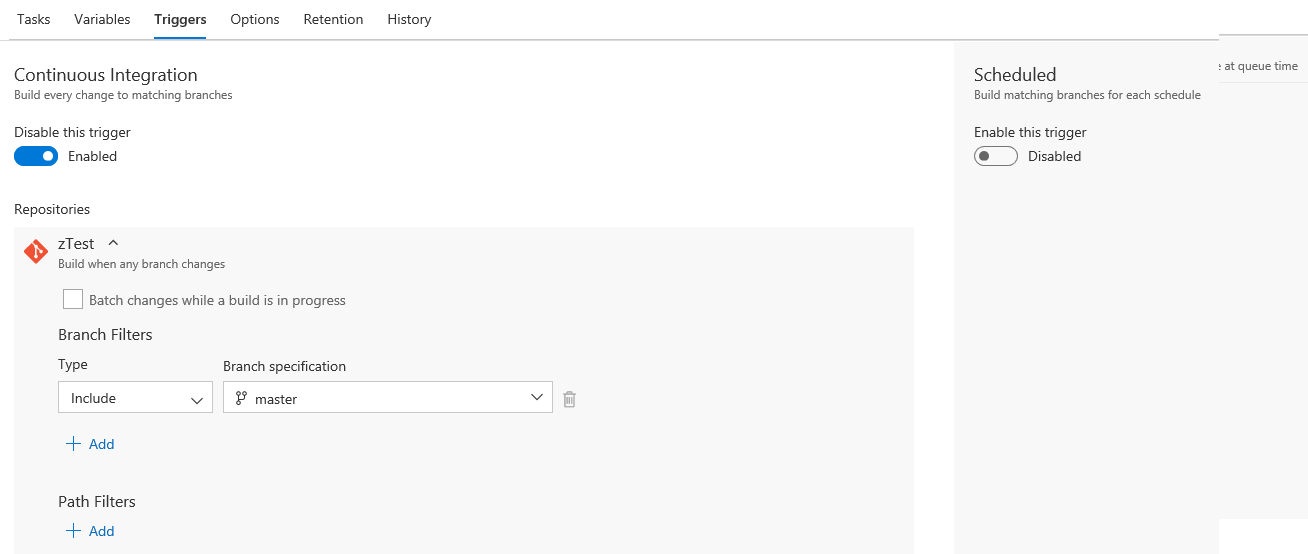 Tasks Variables Triggers Options Retention History
Continuous Integration
Build every change to matching branches
Disable this trigger
Enabled
Repositories
zTest
Build when any branch changes
Batch changes while a build is in progress
Branch Filters
Type Branch specification
Include master
Add
Path Filters
Add
Scheduled
Build matching branches for each schedule
Enable this trigger
Disabled
at queue time